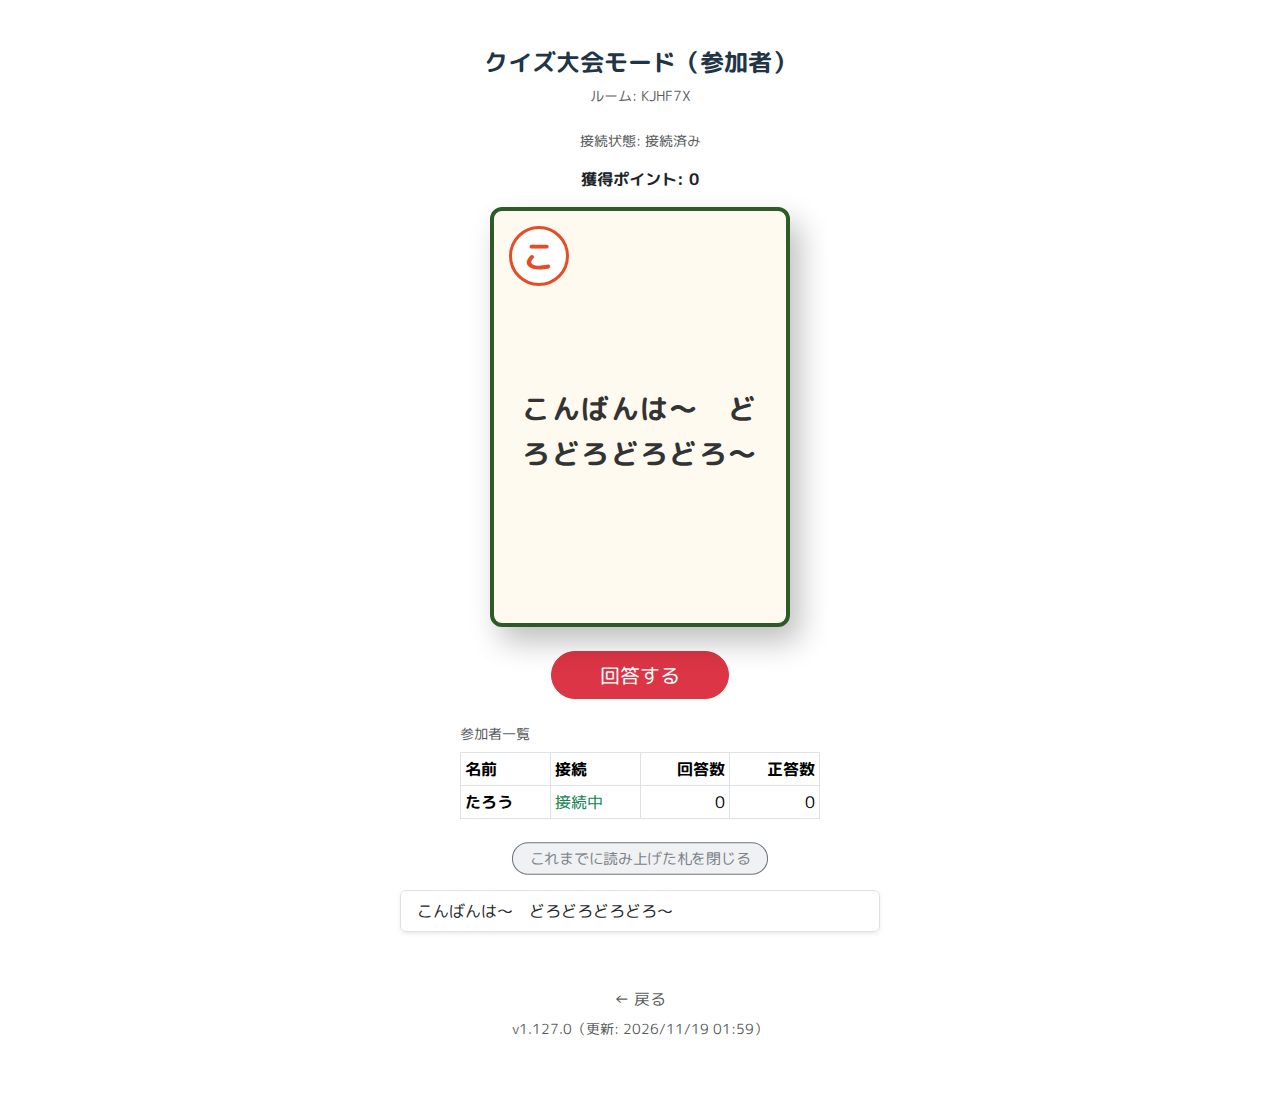 クイズ大会モード（参加者）
ルーム: KJHF7X
接続状態: 接続済み
獲得ポイント: 0
こ
こんばんは〜　ど
ろどろどろどろ〜
回答する
参加者一覧
名前 接続 回答数 正答数
たろう 接続中 0 0
これまでに読み上げた札を閉じる
こんばんは〜　どろどろどろどろ〜
← 戻る
v1.127.0（更新: 2026/11/19 01:59）